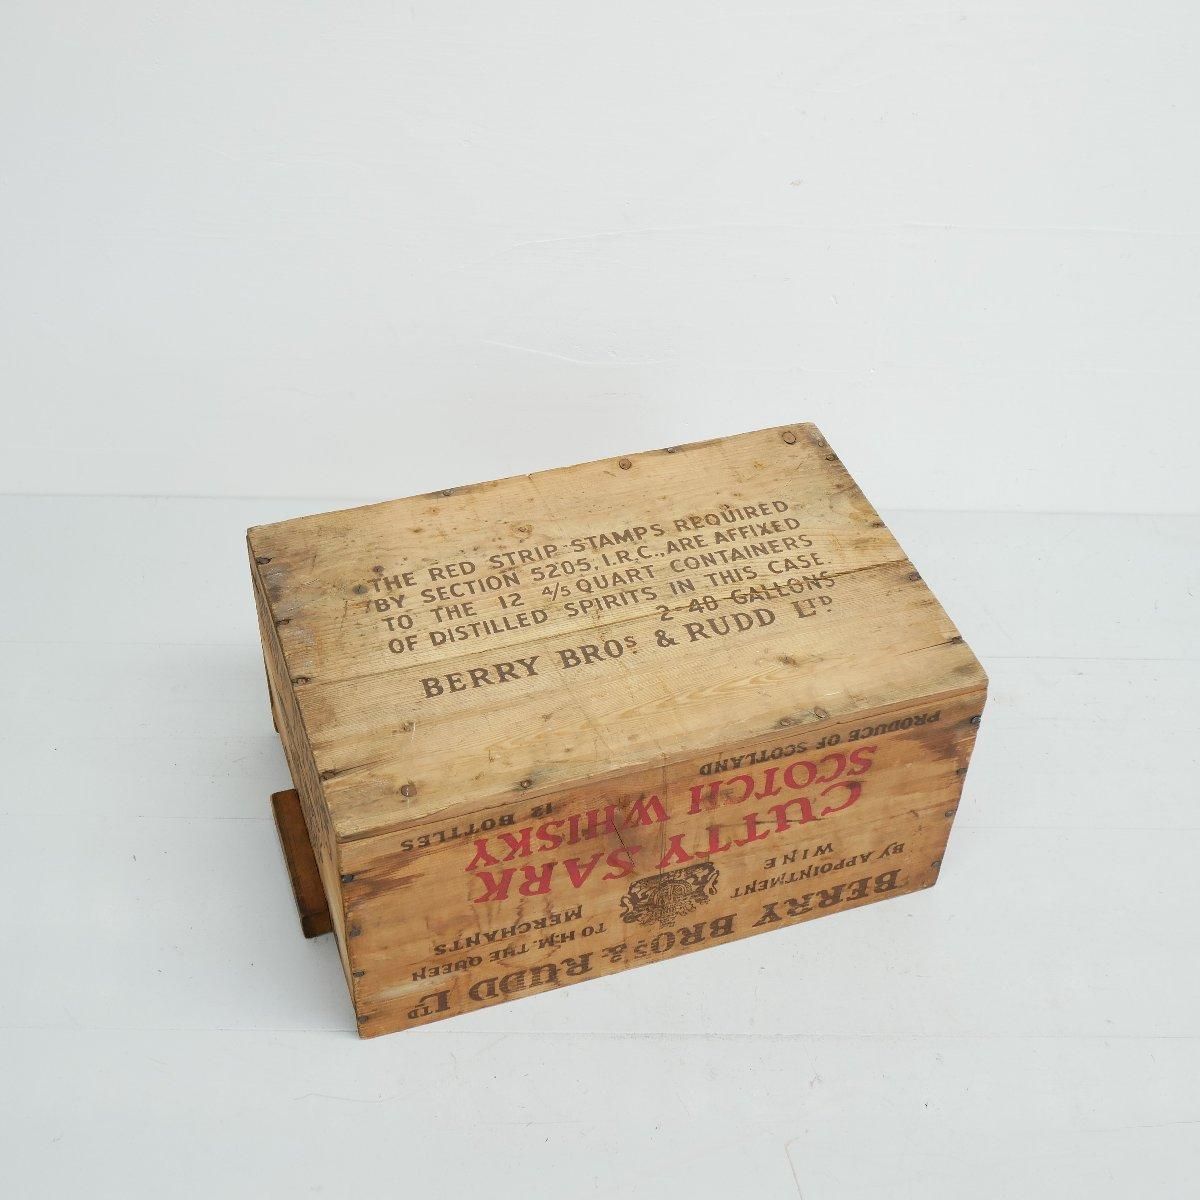 THE RED STRIP STAMPS REQUIRED
BY SECTION 5205, I.R.C., ARE AFFIXED
TO THE 12 4/5 QUART CONTAINERS
OF DISTILLED SPIRITS IN THIS CASE.
2·40 GALLONS
BERRY BROS & RUDD LTD
BERRY BROS & RUDD LTD
BY APPOINTMENT TO H.M. THE QUEEN
WINE MERCHANTS
CUTTY SARK
SCOTCH WHISKY
PRODUCE OF SCOTLAND 12 BOTTLES